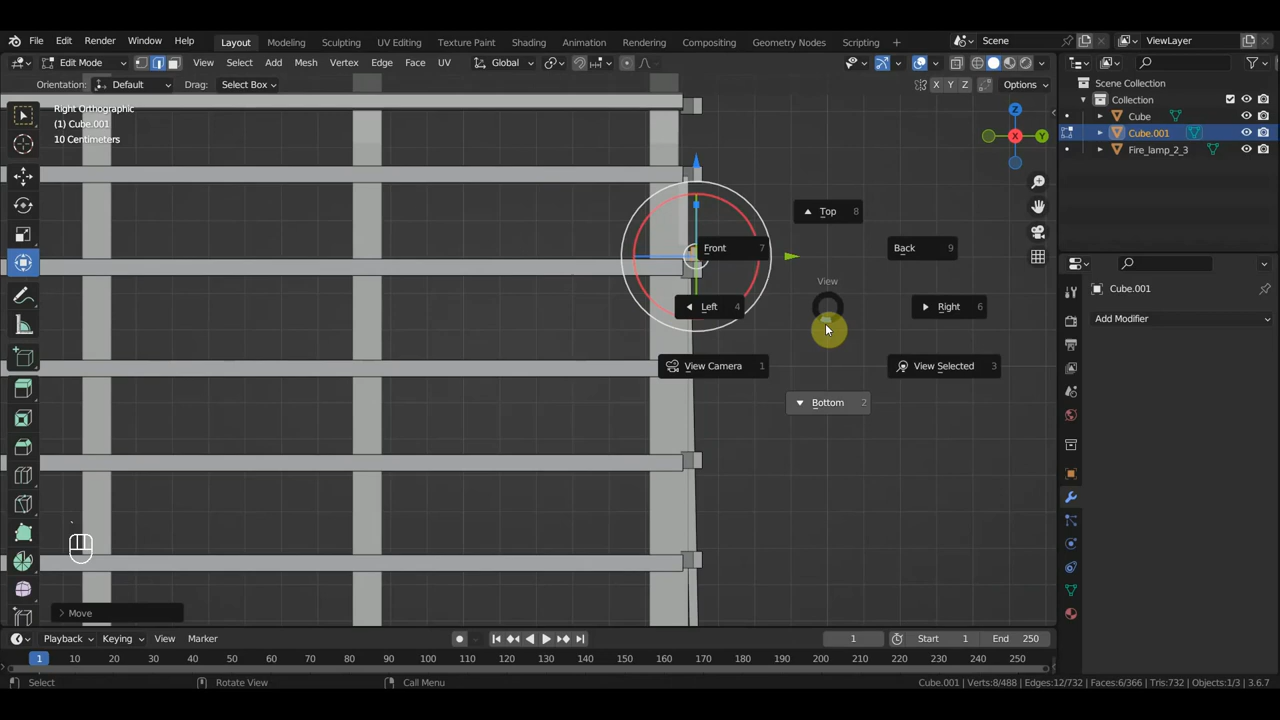 File Edit Render Window Help Layout Modeling Sculpting UV Editing Texture Paint Shading Animation Rendering Compositing Geometry Nodes Scripting + Scene ViewLayer
Edit Mode View Select Add Mesh Vertex Edge Face UV Global
Orientation: Default Drag: Select Box X Y Z Options
Scene Collection
Collection
Cube
Cube.001
Fire_lamp_2_3
Right Orthographic
(1) Cube.001
10 Centimeters
Z
X
Y
Top 8
Front 7
Back 9
View
Left 4
Right 6
View Camera 1
View Selected 3
Bottom 2
Cube.001
Add Modifier
Move
Playback Keying View Marker 1 Start 1 End 250
1 10 20 30 40 50 60 70 80 90 100 110 120 130 140 150 160 170 180 190 200 210 220 230 240 250
Select Rotate View Call Menu Cube.001 | Verts:8/488 | Edges:12/732 | Faces:6/366 | Tris:732 | Objects:1/3 | 3.6.7